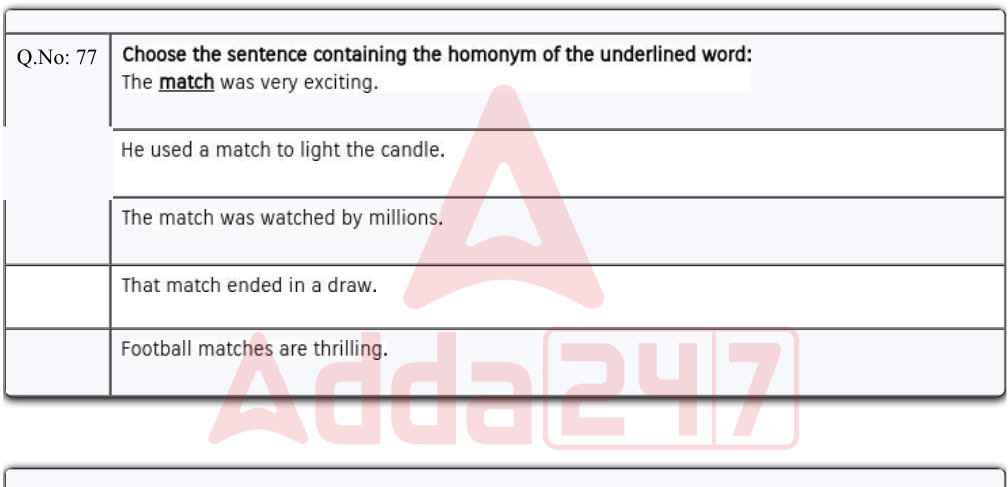 Q.No: 77
Choose the sentence containing the homonym of the underlined word:
The match was very exciting.
He used a match to light the candle.
The match was watched by millions.
That match ended in a draw.
Football matches are thrilling.
Adda247